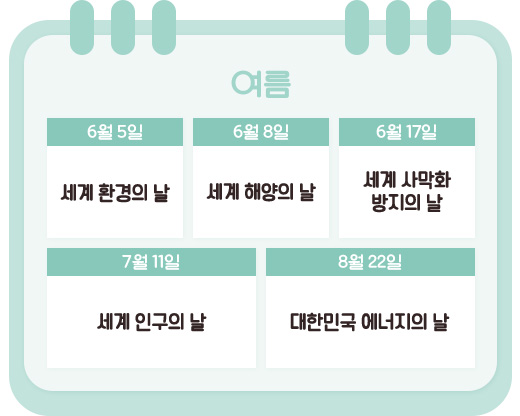 여름
6월 5일
6월 8일
6월 17일
세계 환경의 날
세계 해양의 날
세계 사막화
방지의 날
7월 11일
8월 22일
세계 인구의 날
대한민국 에너지의 날